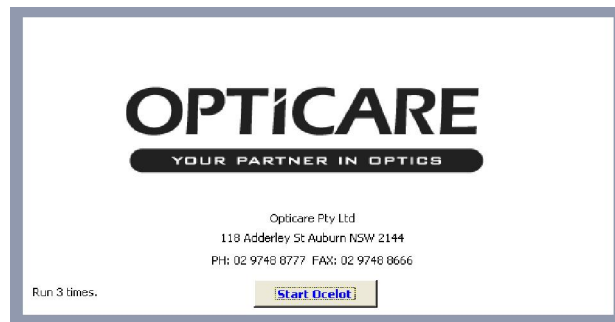 OPTiCARE
YOUR PARTNER IN OPTICS
Opticare Pty Ltd
118 Adderley St Auburn NSW 2144
PH: 02 9748 8777 FAX: 02 9748 8666
Run 3 times.
Start Ocelot